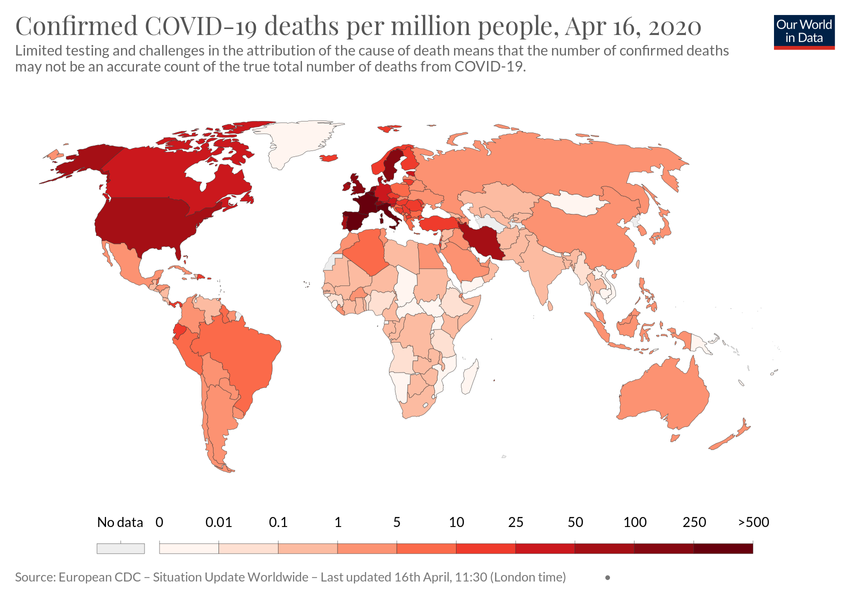 Confirmed COVID-19 deaths per million people, Apr 16, 2020
Our World
in Data
Limited testing and challenges in the attribution of the cause of death means that the number of confirmed deaths
may not be an accurate count of the true total number of deaths from COVID-19.
No data 0 0.01 0.1 1 5 10 25 50 100 250 >500
Source: European CDC – Situation Update Worldwide – Last updated 16th April, 11:30 (London time) •